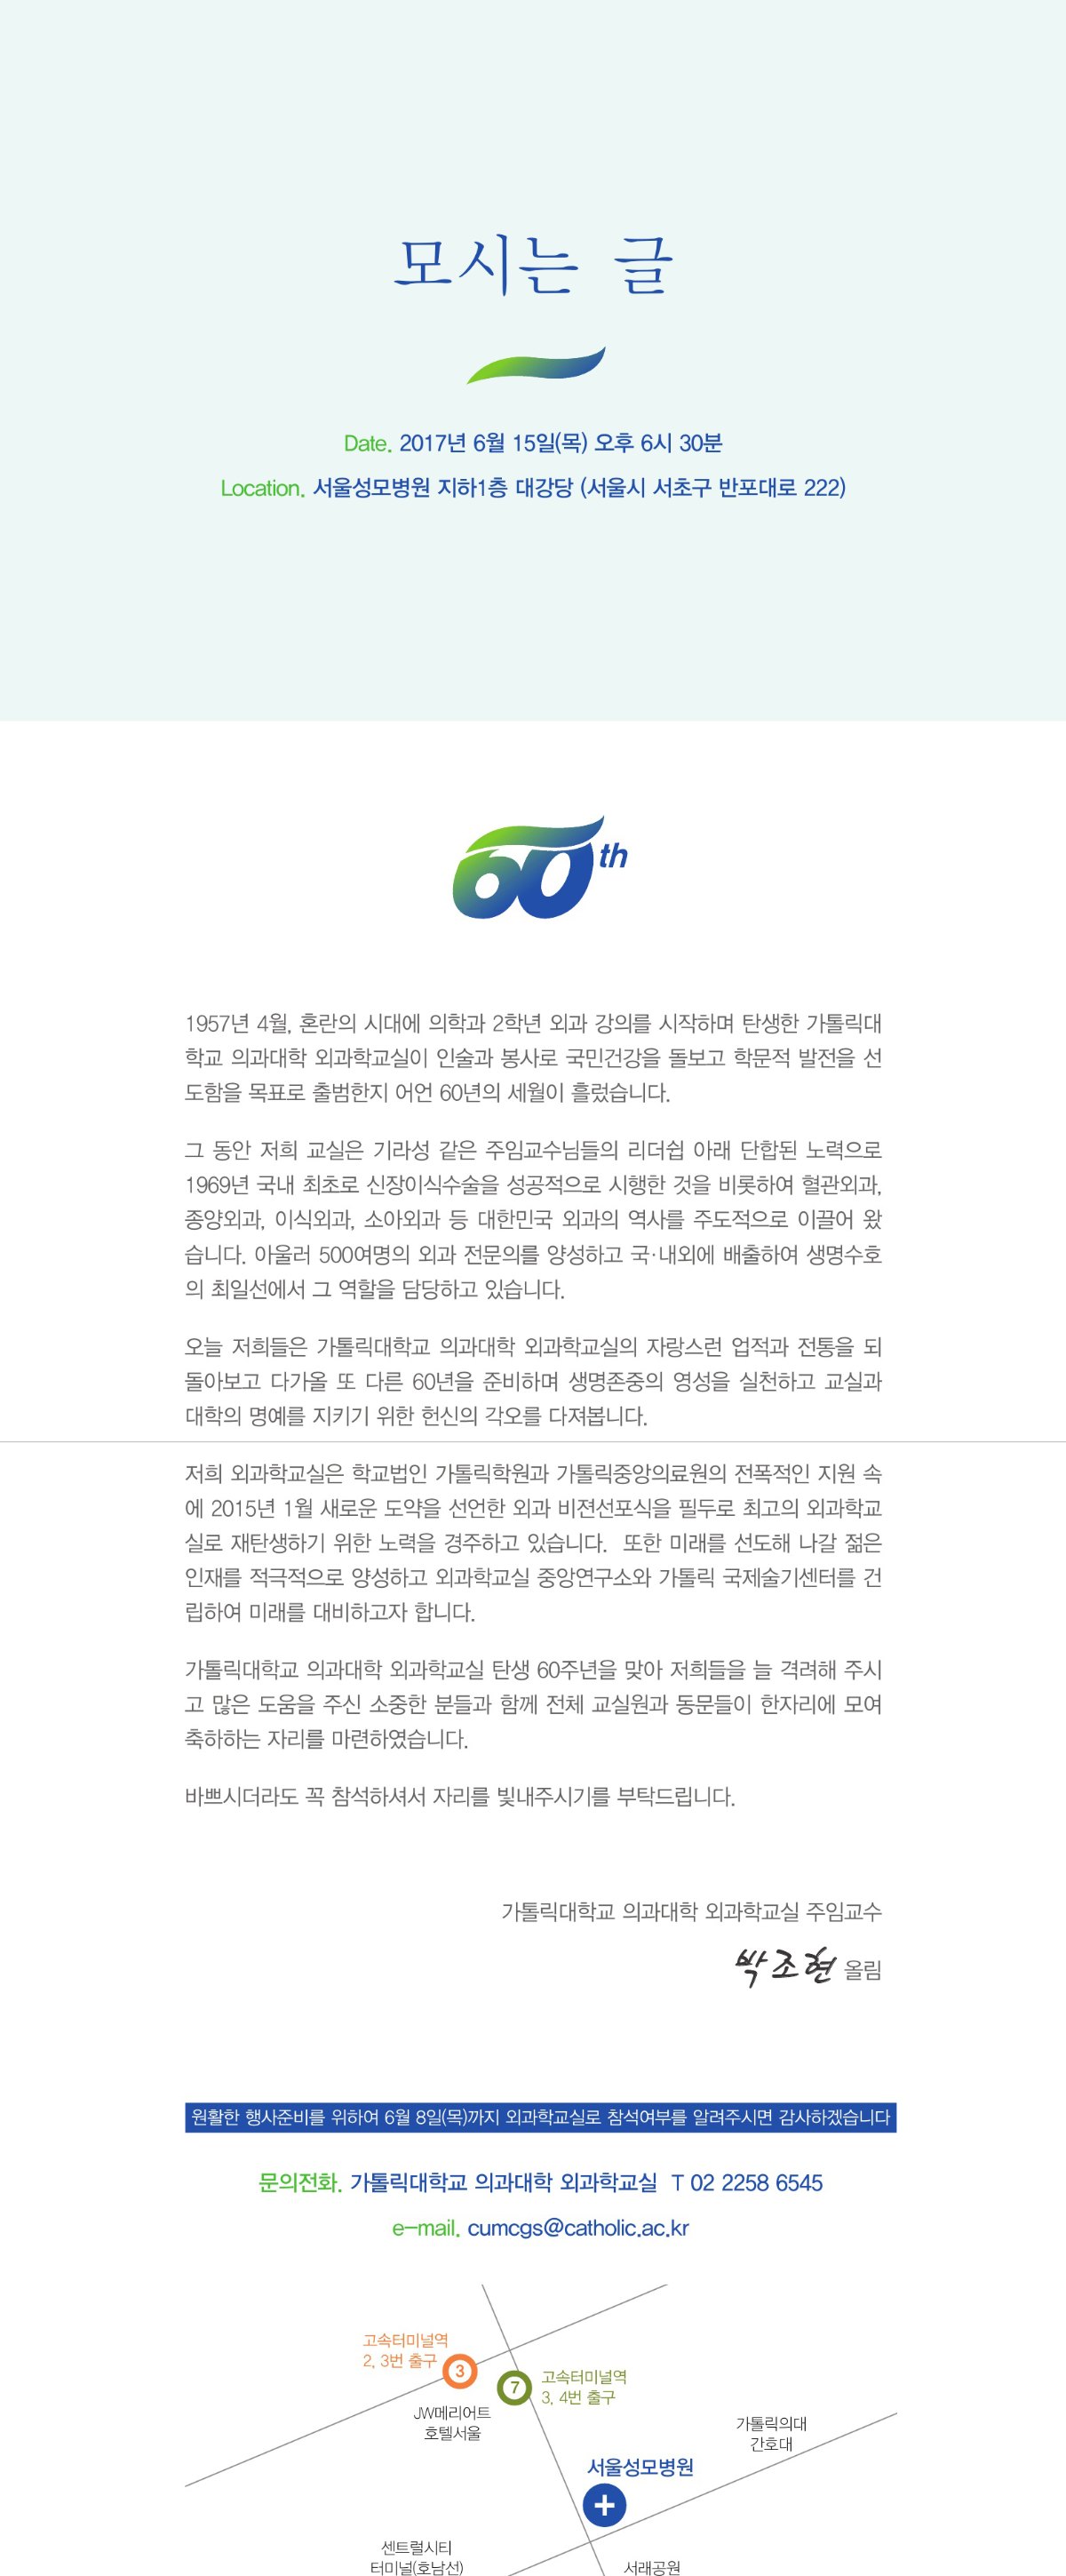 모시는 글
Date. 2017년 6월 15일(목) 오후 6시 30분
Location. 서울성모병원 지하1층 대강당 (서울시 서초구 반포대로 222)
60th
1957년 4월, 혼란의 시대에 의학과 2학년 외과 강의를 시작하며 탄생한 가톨릭대
학교 의과대학 외과학교실이 인술과 봉사로 국민건강을 돌보고 학문적 발전을 선
도함을 목표로 출범한지 어언 60년의 세월이 흘렀습니다.
그 동안 저희 교실은 기라성 같은 주임교수님들의 리더쉽 아래 단합된 노력으로
1969년 국내 최초로 신장이식수술을 성공적으로 시행한 것을 비롯하여 혈관외과,
종양외과, 이식외과, 소아외과 등 대한민국 외과의 역사를 주도적으로 이끌어 왔
습니다. 아울러 500여명의 외과 전문의를 양성하고 국·내외에 배출하여 생명수호
의 최일선에서 그 역할을 담당하고 있습니다.
오늘 저희들은 가톨릭대학교 의과대학 외과학교실의 자랑스런 업적과 전통을 되
돌아보고 다가올 또 다른 60년을 준비하며 생명존중의 영성을 실천하고 교실과
대학의 명예를 지키기 위한 헌신의 각오를 다져봅니다.
저희 외과학교실은 학교법인 가톨릭학원과 가톨릭중앙의료원의 전폭적인 지원 속
에 2015년 1월 새로운 도약을 선언한 외과 비젼선포식을 필두로 최고의 외과학교
실로 재탄생하기 위한 노력을 경주하고 있습니다. 또한 미래를 선도해 나갈 젊은
인재를 적극적으로 양성하고 외과학교실 중앙연구소와 가톨릭 국제술기센터를 건
립하여 미래를 대비하고자 합니다.
가톨릭대학교 의과대학 외과학교실 탄생 60주년을 맞아 저희들을 늘 격려해 주시
고 많은 도움을 주신 소중한 분들과 함께 전체 교실원과 동문들이 한자리에 모여
축하하는 자리를 마련하였습니다.
바쁘시더라도 꼭 참석하셔서 자리를 빛내주시기를 부탁드립니다.
가톨릭대학교 의과대학 외과학교실 주임교수
박조현 올림
원활한 행사준비를 위하여 6월 8일(목)까지 외과학교실로 참석여부를 알려주시면 감사하겠습니다
문의전화. 가톨릭대학교 의과대학 외과학교실 T 02 2258 6545
e-mail. cumcgs@catholic.ac.kr
고속터미널역
2, 3번 출구
3
7
고속터미널역
3, 4번 출구
JW메리어트
호텔서울
가톨릭의대
간호대
서울성모병원
센트럴시티
터미널(호남선)
서래공원